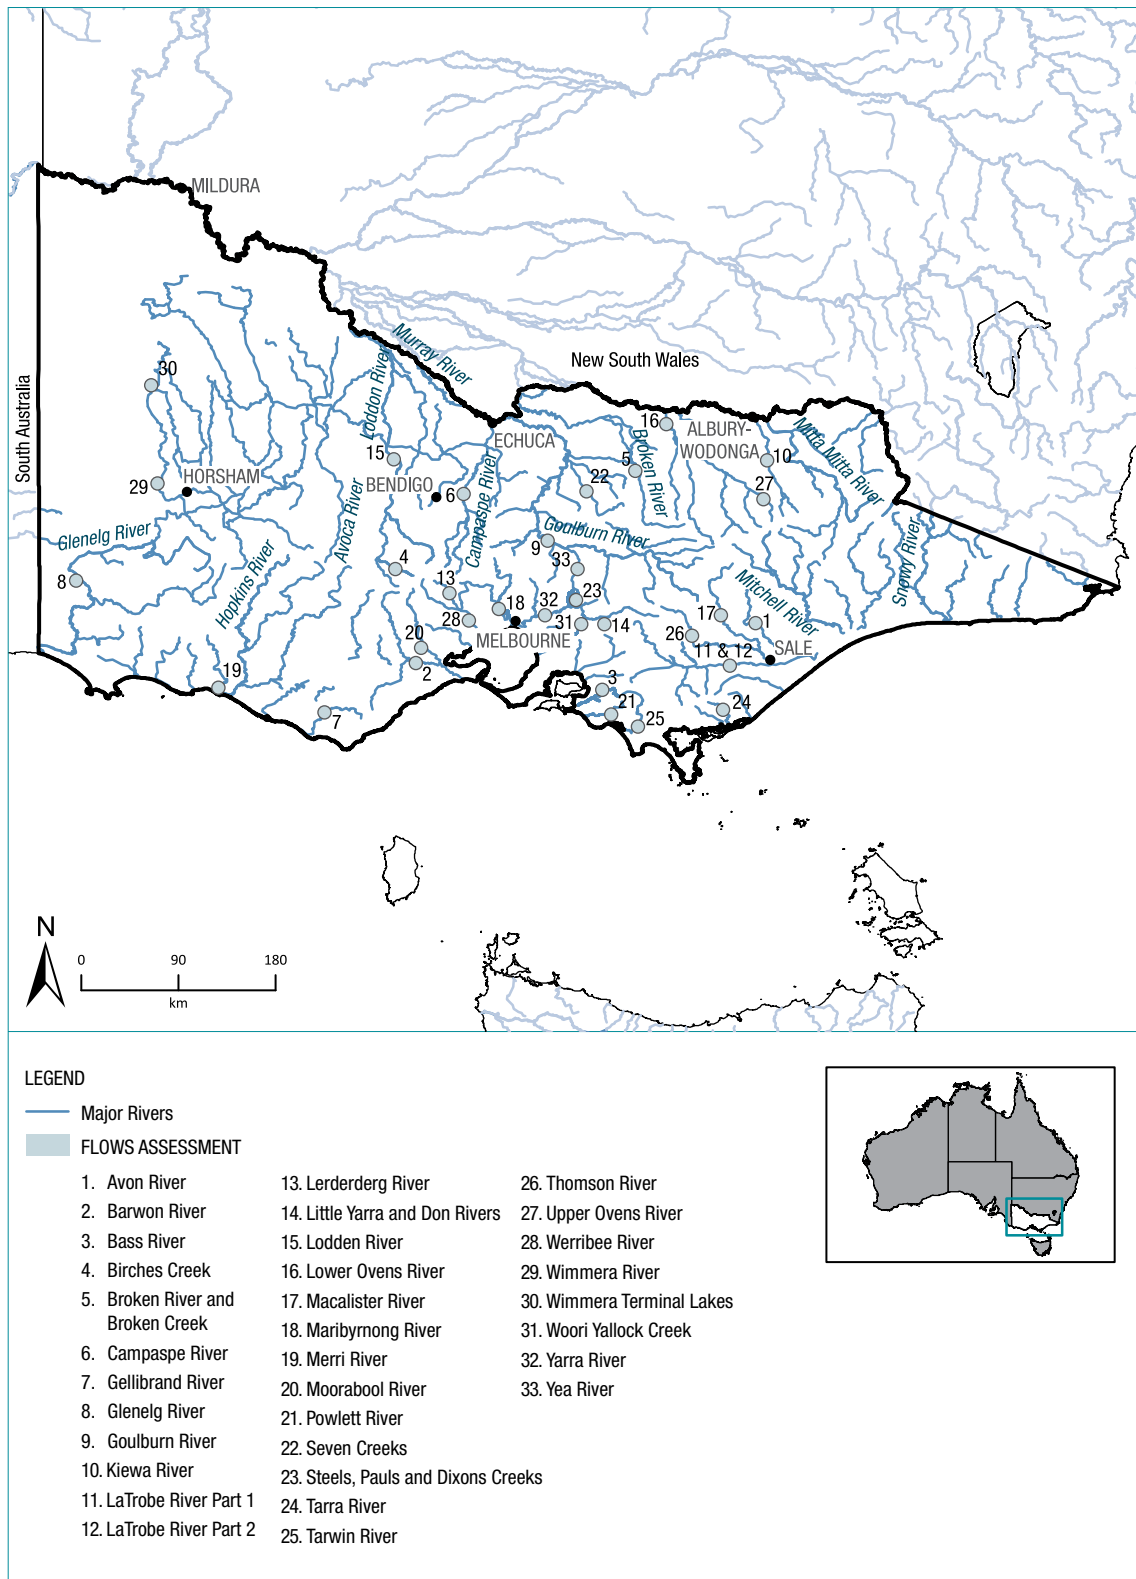 MILDURA
Murray River
New South Wales
South Australia
30
Loddon River
16
ALBURY-
WODONGA
Mitta Mitta River
ECHUCA
Broken River
15
5
10
HORSHAM
29
BENDIGO
6
Campaspe River
22
27
Avoca River
Glenelg River
Goulburn River
9
Snowy River
8
Hopkins River
4
33
Mitchell River
13
23
18
32
17
1
28
31
14
26
20
MELBOURNE
11 & 12
SALE
2
19
3
7
21
25
24
N
0 90 180
km
LEGEND
Major Rivers
FLOWS ASSESSMENT
1. Avon River
2. Barwon River
3. Bass River
4. Birches Creek
5. Broken River and
Broken Creek
6. Campaspe River
7. Gellibrand River
8. Glenelg River
9. Goulburn River
10. Kiewa River
11. LaTrobe River Part 1
12. LaTrobe River Part 2
13. Lerderderg River
14. Little Yarra and Don Rivers
15. Lodden River
16. Lower Ovens River
17. Macalister River
18. Maribyrnong River
19. Merri River
20. Moorabool River
21. Powlett River
22. Seven Creeks
23. Steels, Pauls and Dixons Creeks
24. Tarra River
25. Tarwin River
26. Thomson River
27. Upper Ovens River
28. Werribee River
29. Wimmera River
30. Wimmera Terminal Lakes
31. Woori Yallock Creek
32. Yarra River
33. Yea River